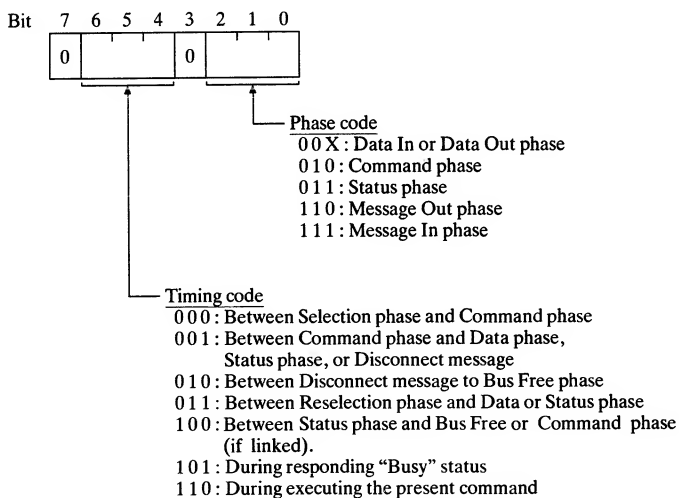 Bit 7 6 5 4 3 2 1 0
0 0
Phase code
0 0 X : Data In or Data Out phase
0 1 0 : Command phase
0 1 1 : Status phase
1 1 0 : Message Out phase
1 1 1 : Message In phase
Timing code
0 0 0 : Between Selection phase and Command phase
0 0 1 : Between Command phase and Data phase,
Status phase, or Disconnect message
0 1 0 : Between Disconnect message to Bus Free phase
0 1 1 : Between Reselection phase and Data or Status phase
1 0 0 : Between Status phase and Bus Free or Command phase
(if linked).
1 0 1 : During responding “Busy” status
1 1 0 : During executing the present command